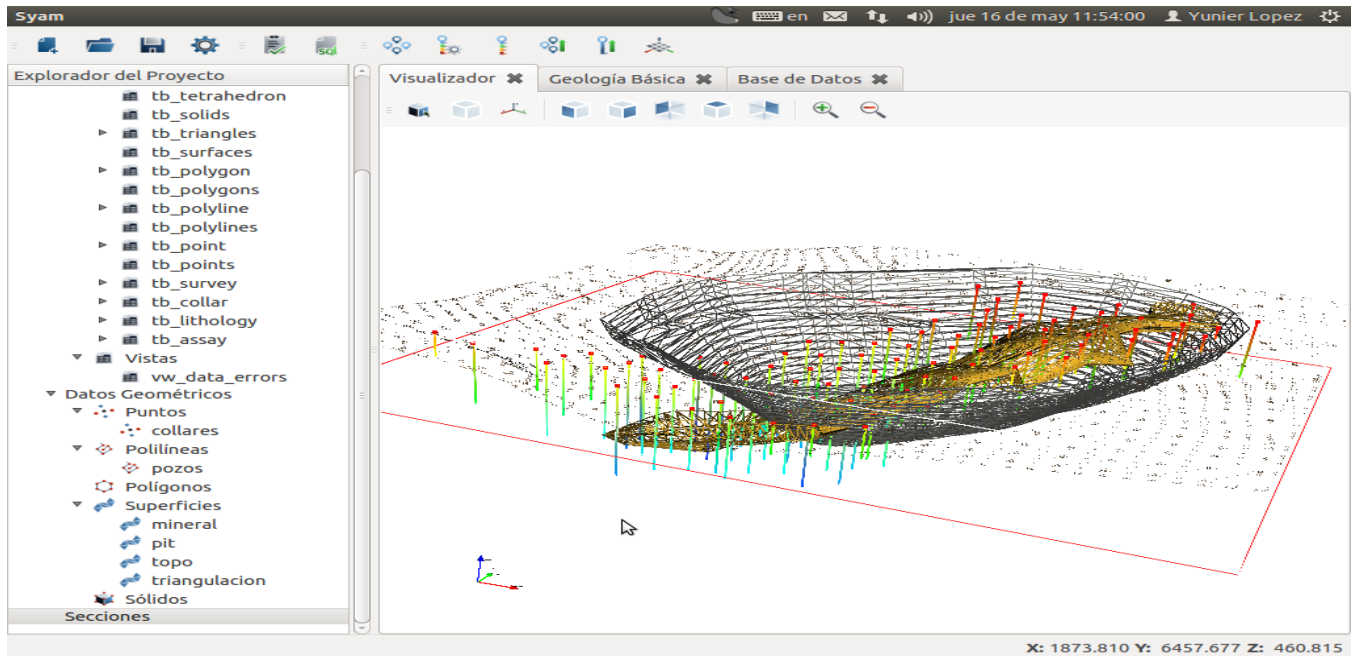 Syam
en
jue 16 de may 11:54:00
Yunier Lopez
SQL
Explorador del Proyecto
tb_tetrahedron
tb_solids
tb_triangles
tb_surfaces
tb_polygon
tb_polygons
tb_polyline
tb_polylines
tb_point
tb_points
tb_survey
tb_collar
tb_lithology
tb_assay
Vistas
vw_data_errors
Datos Geométricos
Puntos
collares
Polilíneas
pozos
Polígonos
Superficies
mineral
pit
topo
triangulacion
Sólidos
Secciones
Visualizador
Geología Básica
Base de Datos
X: 1873.810 Y: 6457.677 Z: 460.815